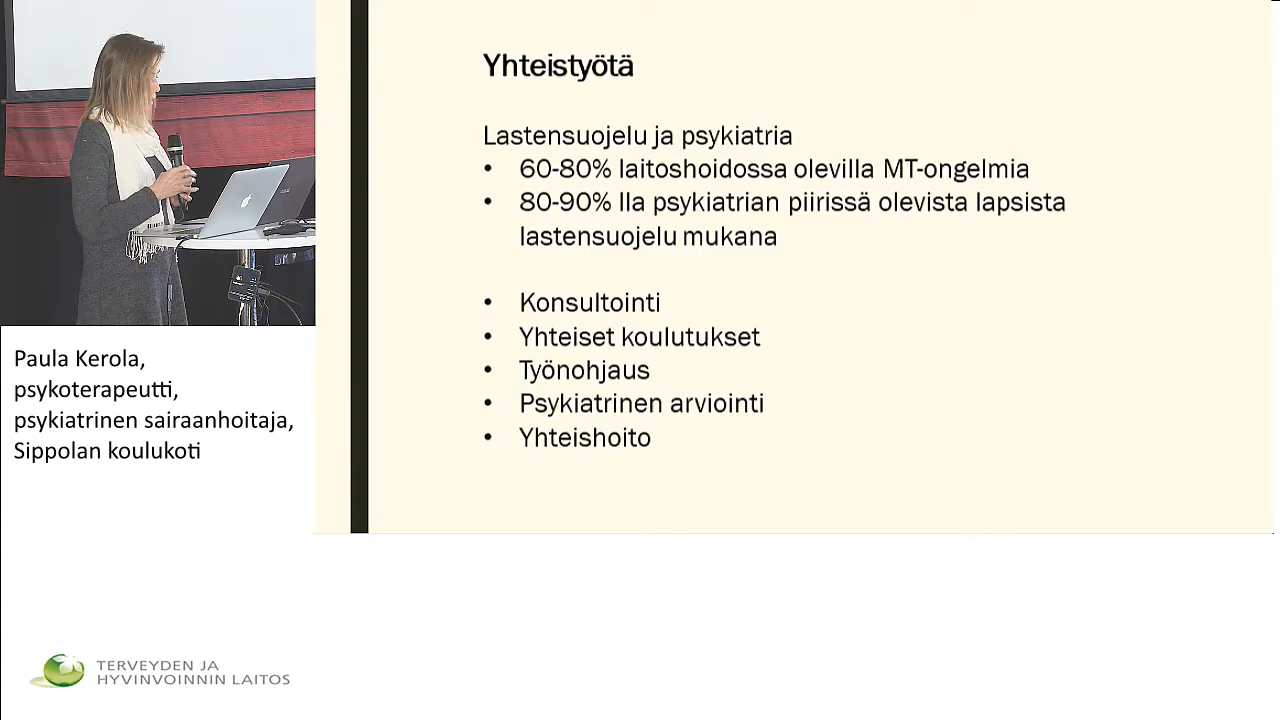 Yhteistyötä
Lastensuojelu ja psykiatria
• 60-80% laitoshoidossa olevilla MT-ongelmia
• 80-90% lla psykiatrian piirissä olevista lapsista
lastensuojelu mukana
• Konsultointi
• Yhteiset koulutukset
• Työnohjaus
• Psykiatrinen arviointi
• Yhteishoito
Paula Kerola,
psykoterapeutti,
psykiatrinen sairaanhoitaja,
Sippolan koulukoti
TERVEYDEN JA
HYVINVOINNIN LAITOS